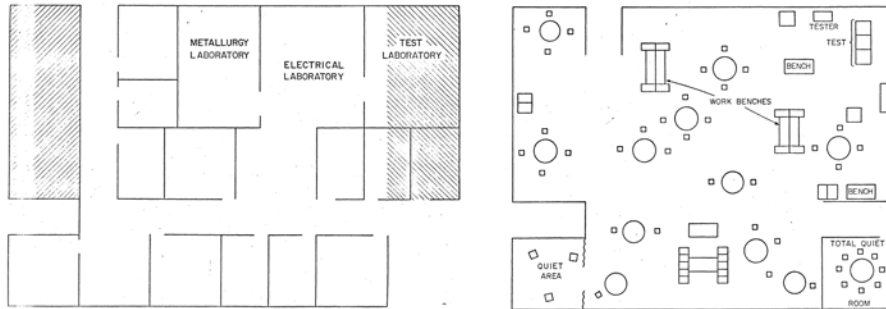 METALLURGY
LABORATORY
ELECTRICAL
LABORATORY
TEST
LABORATORY
TESTER
TEST
BENCH
WORK BENCHES
BENCH
QUIET
AREA
TOTAL QUIET
ROOM